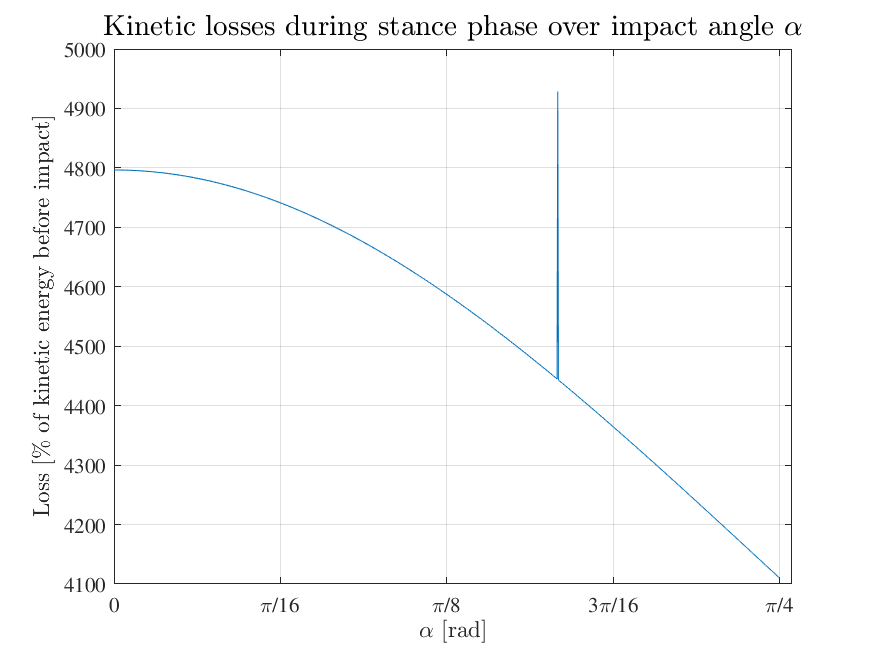 Kinetic losses during stance phase over impact angle α
Loss [% of kinetic energy before impact]
5000
4900
4800
4700
4600
4500
4400
4300
4200
4100
0 π/16 π/8 3π/16 π/4
α [rad]